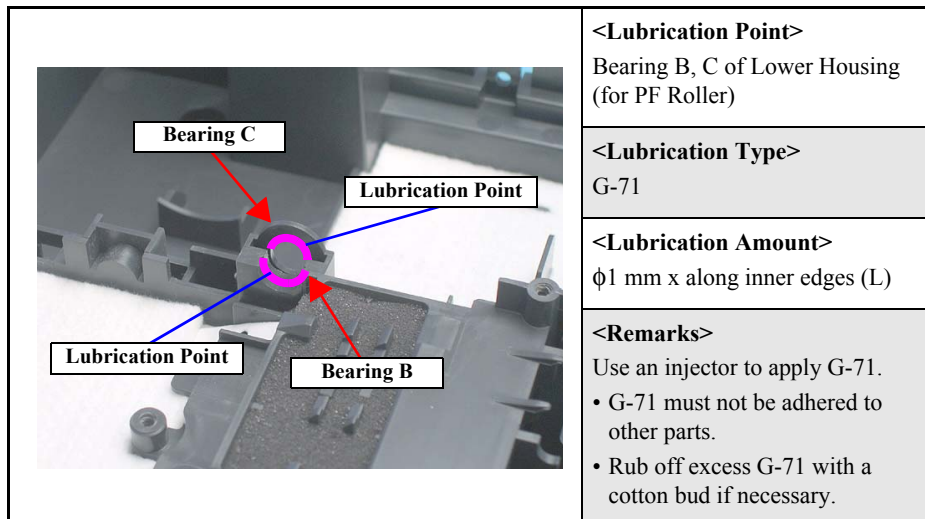 Bearing C
Lubrication Point
Lubrication Point
Bearing B
<Lubrication Point>
Bearing B, C of Lower Housing
(for PF Roller)
<Lubrication Type>
G-71
<Lubrication Amount>
ϕ1 mm x along inner edges (L)
<Remarks>
Use an injector to apply G-71.
• G-71 must not be adhered to
other parts.
• Rub off excess G-71 with a
cotton bud if necessary.